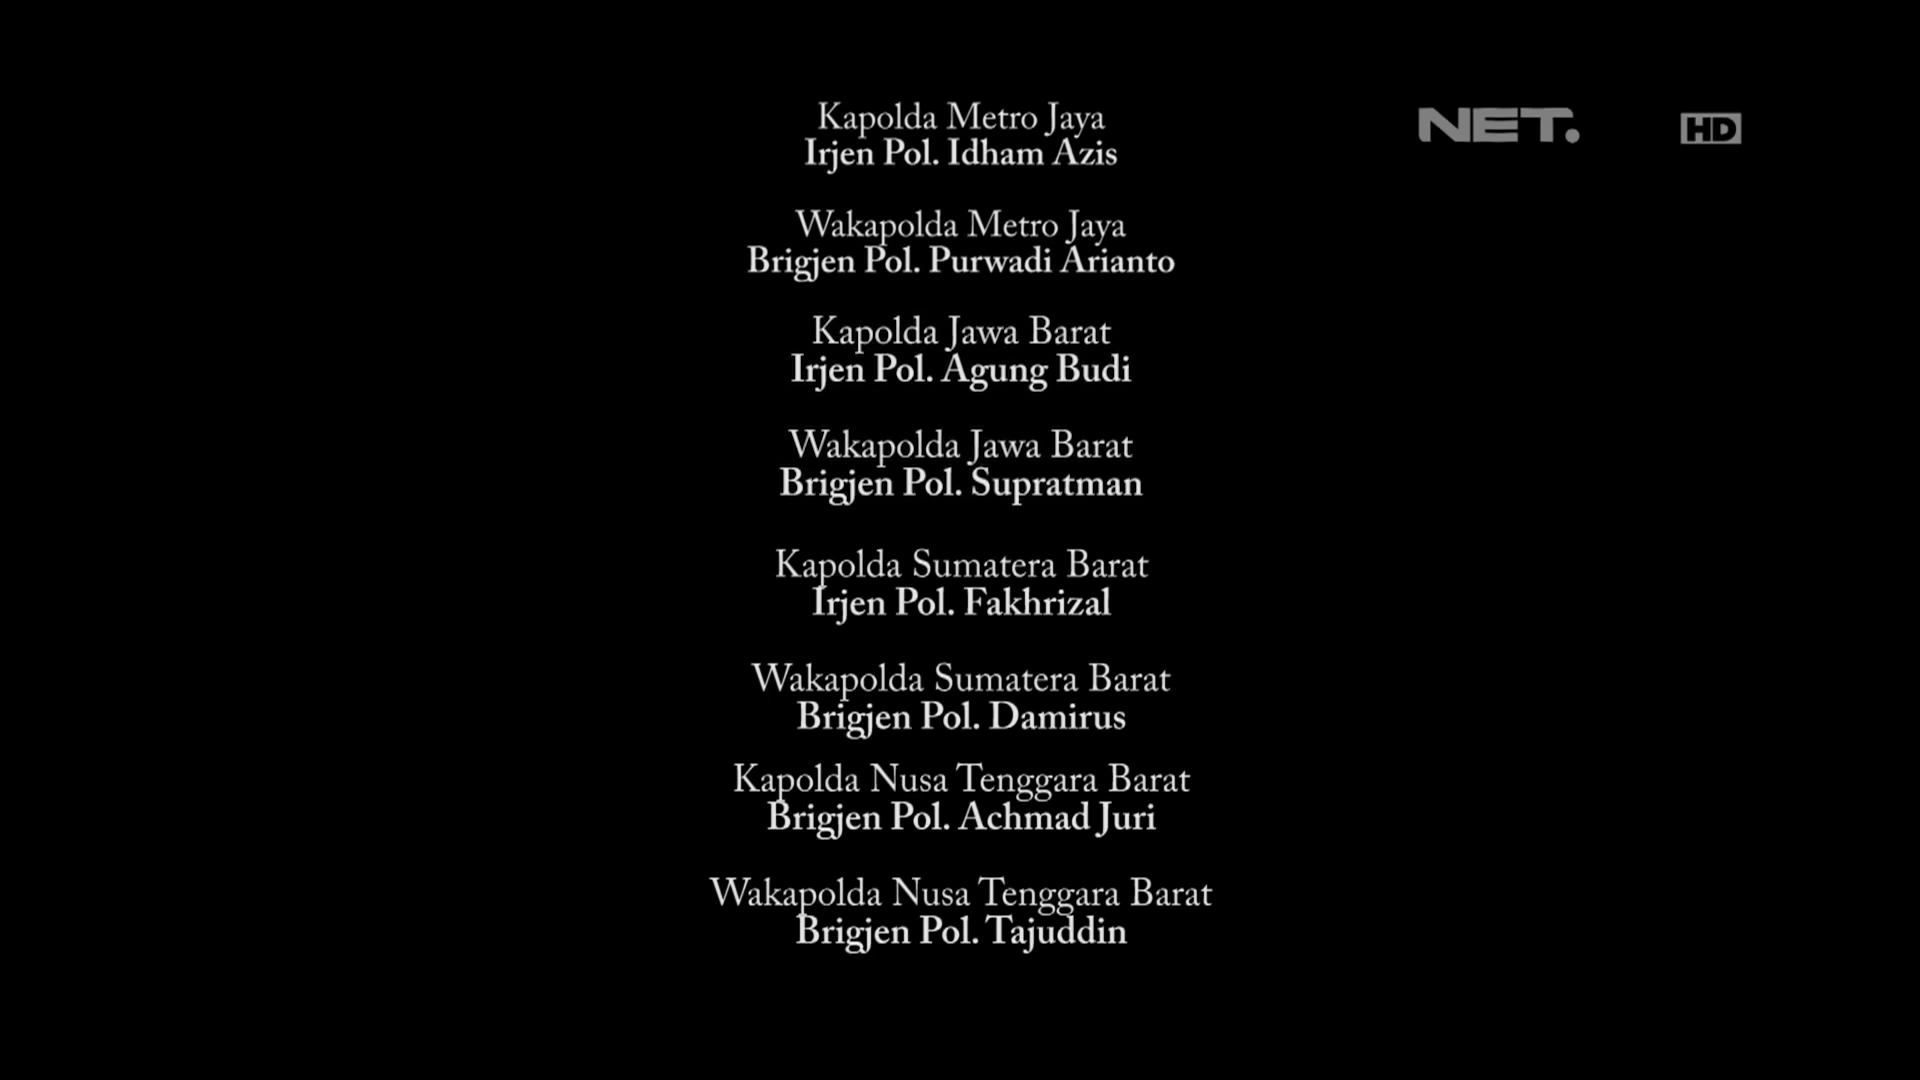 Kapolda Metro Jaya
Irjen Pol. Idham Azis
NET.
HD
Wakapolda Metro Jaya
Brigjen Pol. Purwadi Arianto
Kapolda Jawa Barat
Irjen Pol. Agung Budi
Wakapolda Jawa Barat
Brigjen Pol. Supratman
Kapolda Sumatera Barat
Irjen Pol. Fakhrizal
Wakapolda Sumatera Barat
Brigjen Pol. Damirus
Kapolda Nusa Tenggara Barat
Brigjen Pol. Achmad Juri
Wakapolda Nusa Tenggara Barat
Brigjen Pol. Tajuddin